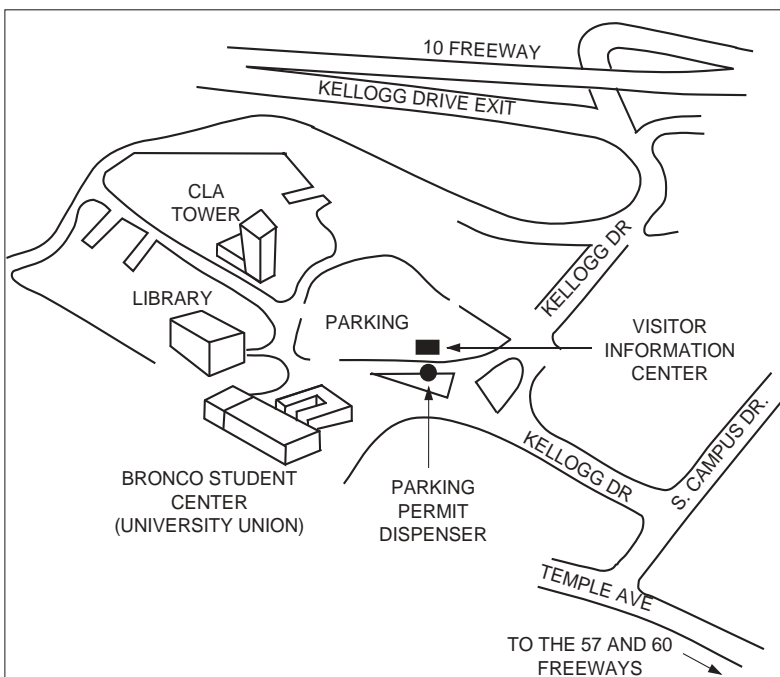 10 FREEWAY
KELLOGG DRIVE EXIT
CLA
TOWER
KELLOGG DR
LIBRARY
PARKING
VISITOR
INFORMATION
CENTER
S. CAMPUS DR.
KELLOGG DR
BRONCO STUDENT
CENTER
(UNIVERSITY UNION)
PARKING
PERMIT
DISPENSER
TEMPLE AVE
TO THE 57 AND 60
FREEWAYS